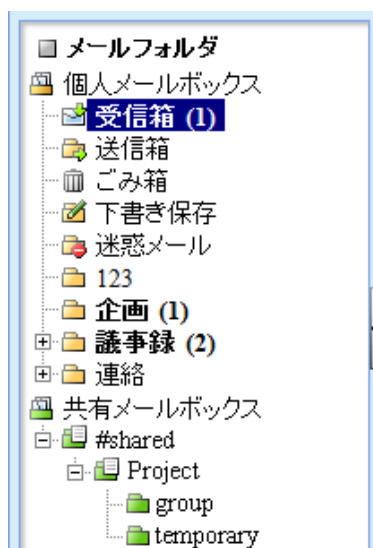 メールフォルダ
個人メールボックス
受信箱 (1)
送信箱
ごみ箱
下書き保存
迷惑メール
123
企画 (1)
議事録 (2)
連絡
共有メールボックス
#shared
Project
group
temporary